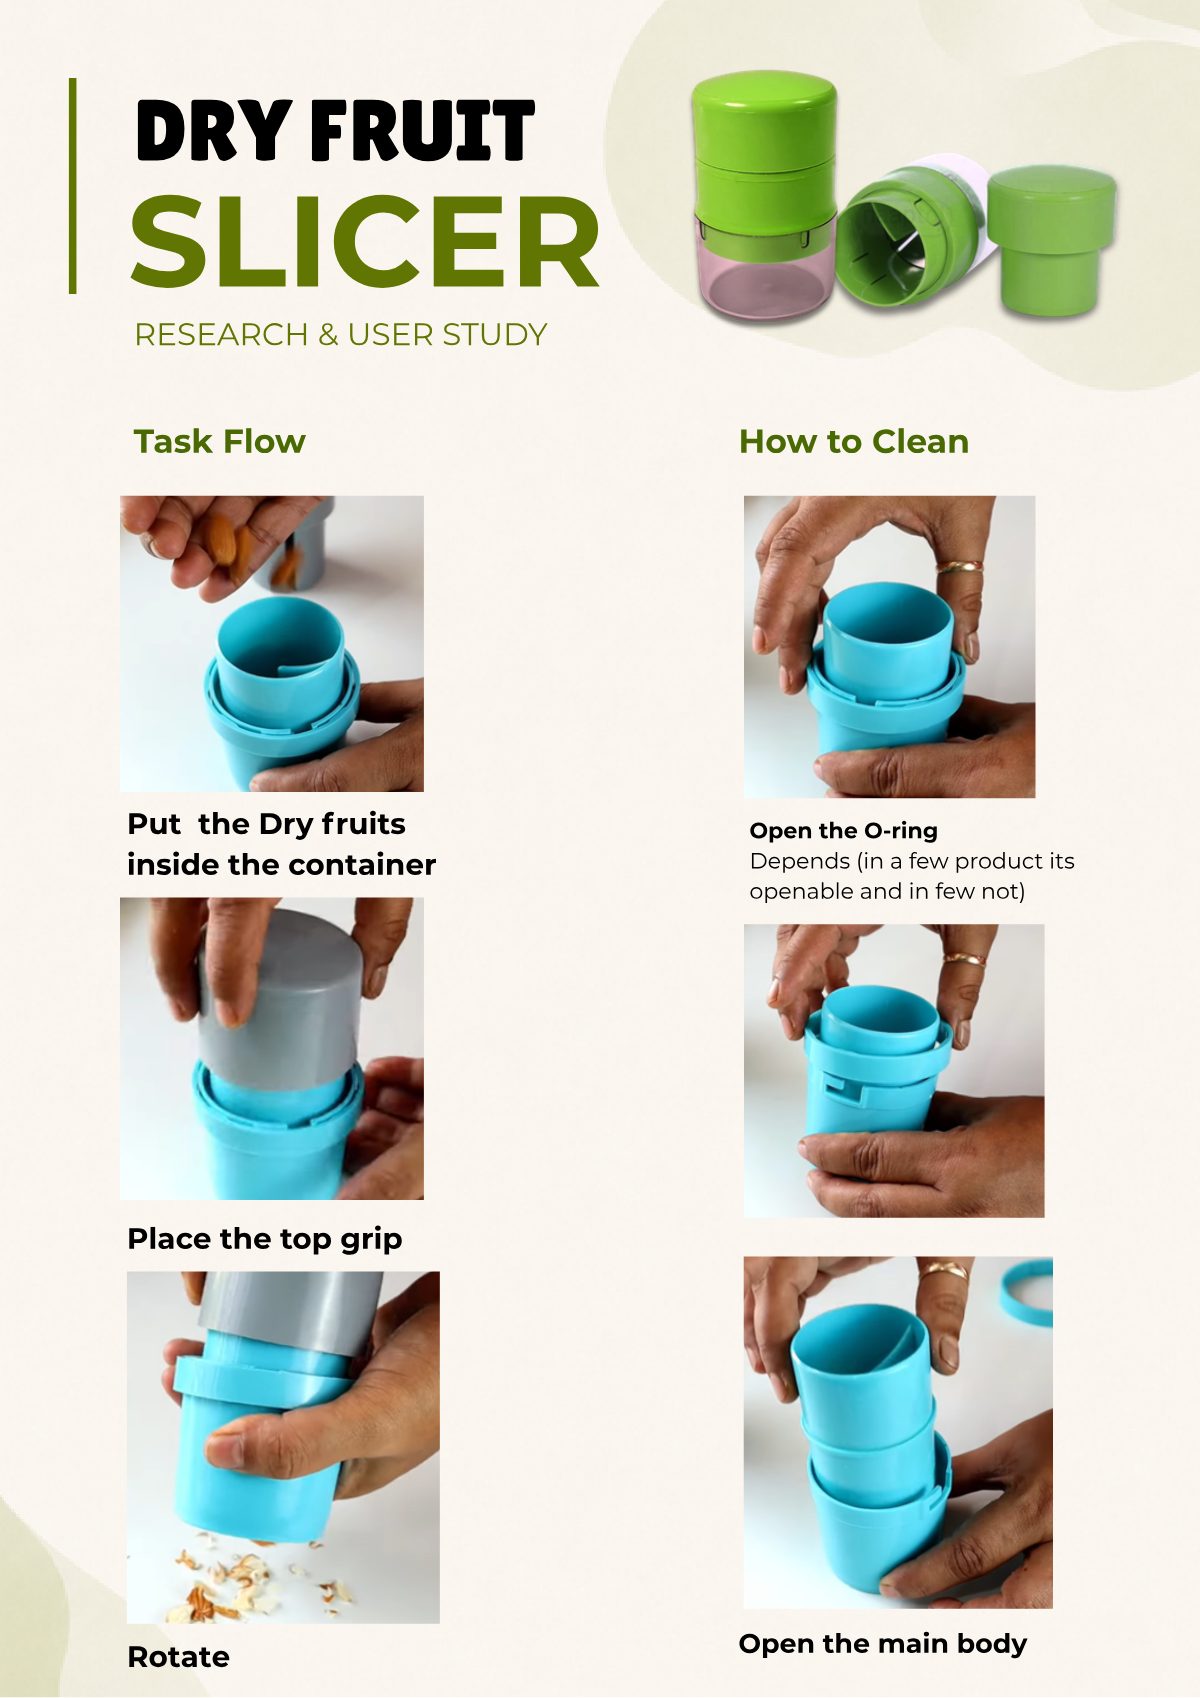 DRY FRUIT
SLICER
RESEARCH & USER STUDY
Task Flow
Put the Dry fruits
inside the container
Place the top grip
Rotate
How to Clean
Open the O-ring
Depends (in a few product its
openable and in few not)
Open the main body